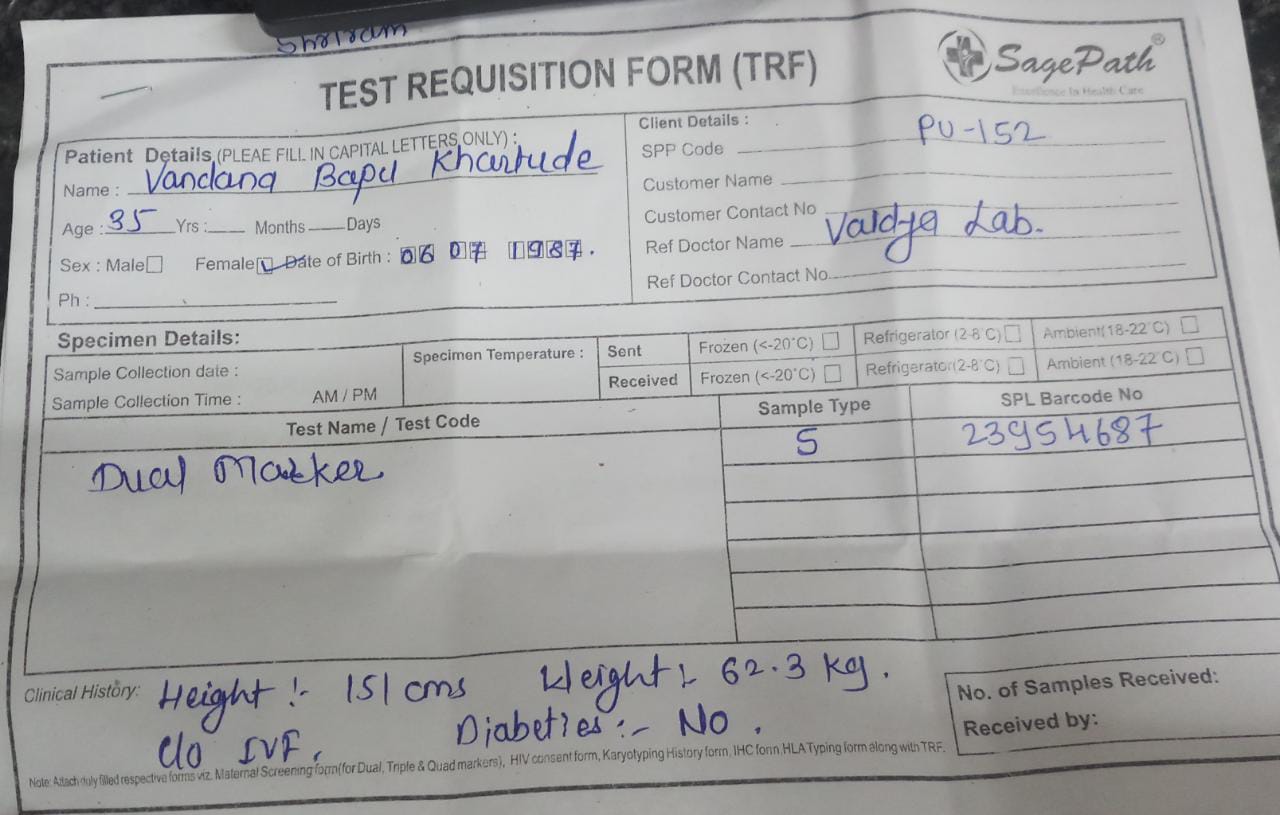 Shriram
TEST REQUISITION FORM (TRF)
SagePath®
Excellence In Health Care
Patient Details (PLEAE FILL IN CAPITAL LETTERS ONLY) :
Name : Vandana Bapu Khartude
Age : 35 Yrs : Months Days
Sex : Male Female Date of Birth : 06 07 1987.
Ph :
Client Details :
SPP Code PU-152
Customer Name
Customer Contact No
Ref Doctor Name Vaidya Lab.
Ref Doctor Contact No.
Specimen Details:
Sample Collection date :
Sample Collection Time : AM / PM
Specimen Temperature :
Sent Frozen (<-20°C) Refrigerator (2-8°C) Ambient(18-22°C)
Received Frozen (<-20°C) Refrigerator(2-8°C) Ambient (18-22°C)
Test Name / Test Code Sample Type SPL Barcode No
Dual Marker S 23954687
Clinical History: Height :- 151 cms Weight :- 62.3 kg.
c/o IVF, Diabeties :- No.
No. of Samples Received:
Received by:
Note: Attach duly filled respective forms viz. Maternal Screening form(for Dual, Triple & Quad markers), HIV consent form, Karyotyping History form, IHC form, HLA Typing form along with TRF.